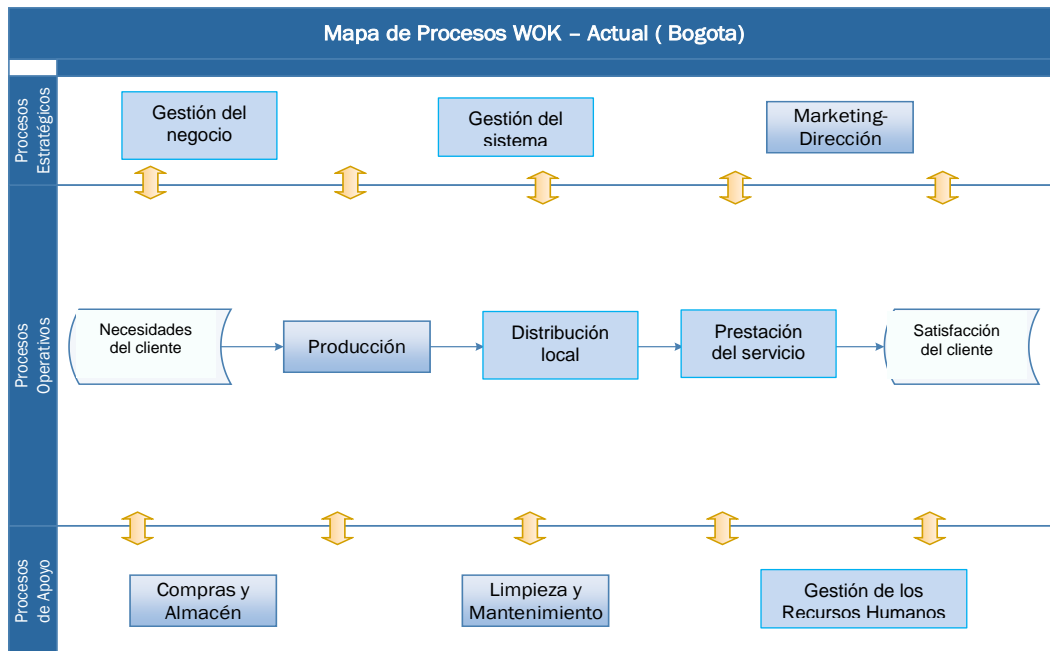 Mapa de Procesos WOK – Actual ( Bogota)
Procesos
Estratégicos
Gestión del
negocio
Gestión del
sistema
Marketing-
Dirección
Procesos
Operativos
Necesidades
del cliente
Producción
Distribución
local
Prestación
del servicio
Satisfacción
del cliente
Procesos
de Apoyo
Compras y
Almacén
Limpieza y
Mantenimiento
Gestión de los
Recursos Humanos